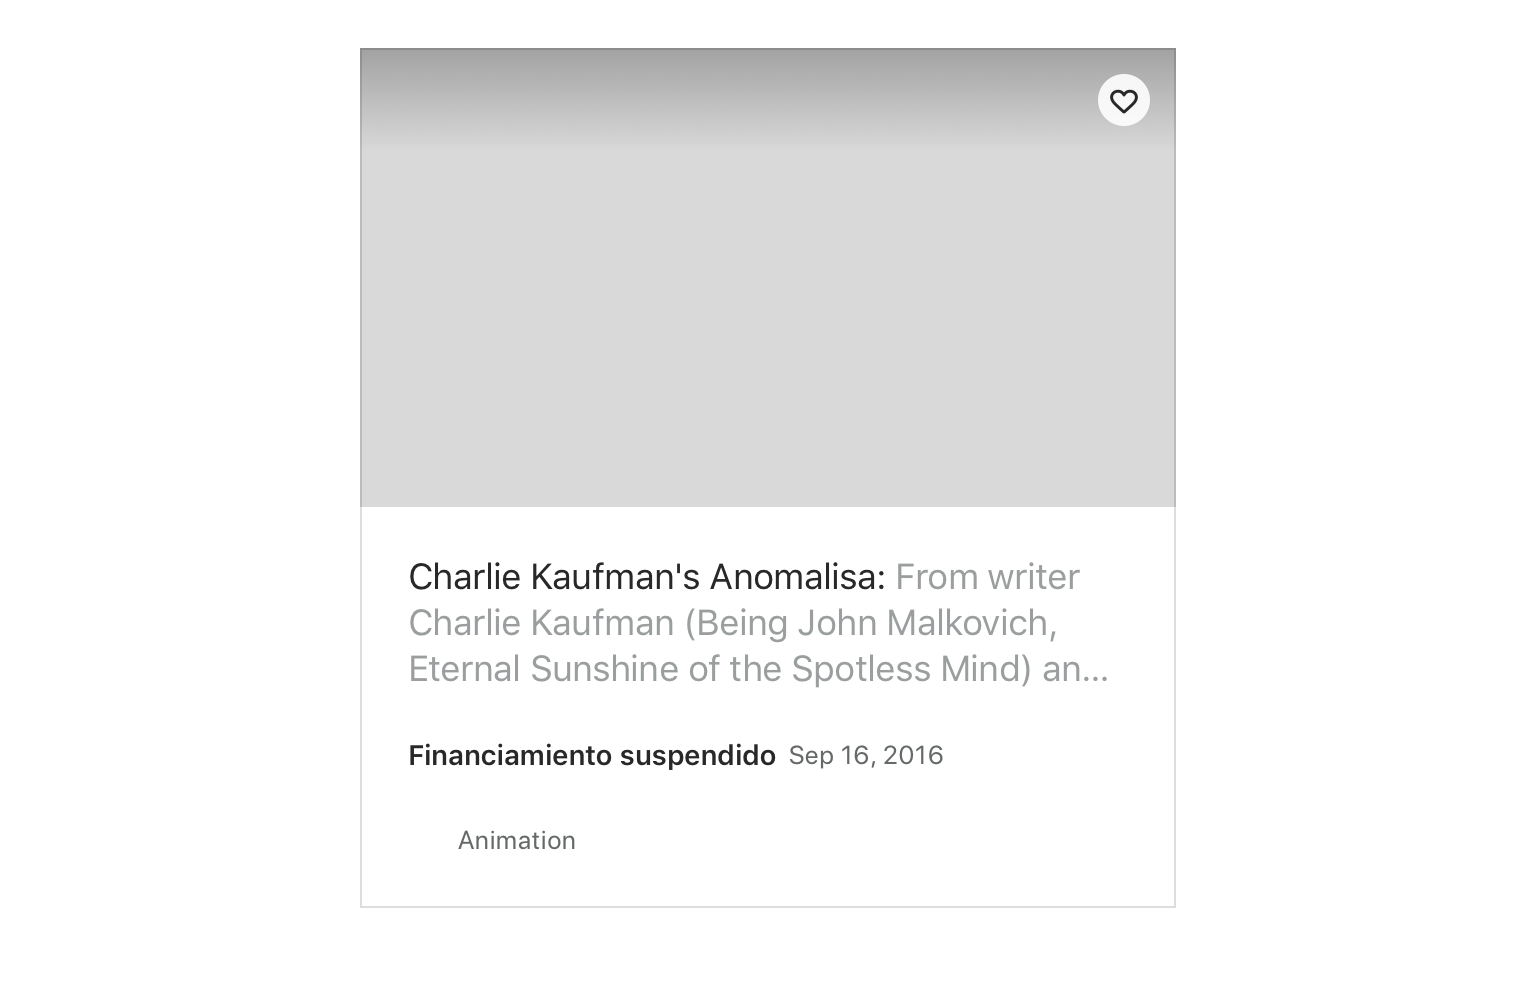 Charlie Kaufman's Anomalisa: From writer
Charlie Kaufman (Being John Malkovich,
Eternal Sunshine of the Spotless Mind) an...
Financiamiento suspendido Sep 16, 2016
Animation